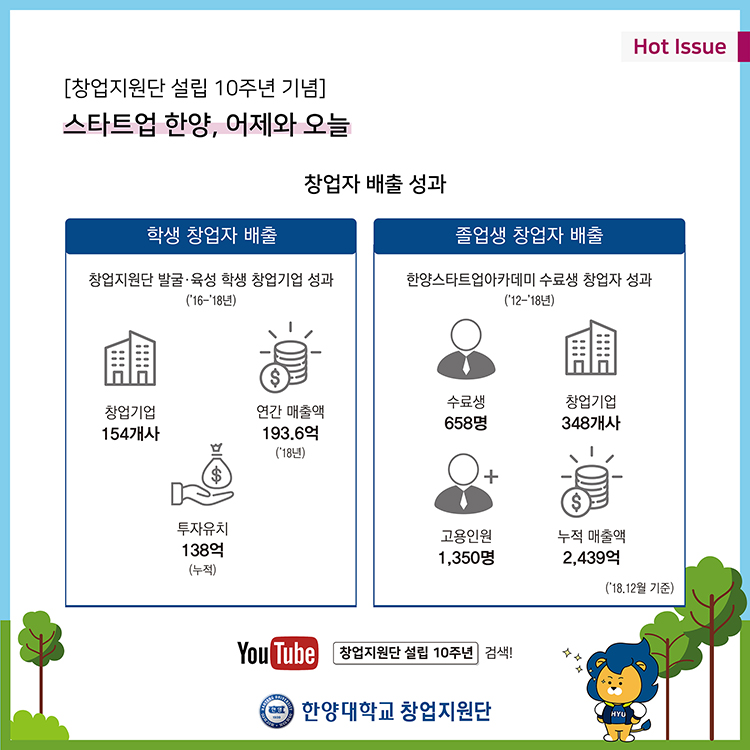 Hot Issue
[창업지원단 설립 10주년 기념]
스타트업 한양, 어제와 오늘
창업자 배출 성과
학생 창업자 배출
창업지원단 발굴·육성 학생 창업기업 성과
('16-'18년)
창업기업
154개사
연간 매출액
193.6억
('18년)
투자유치
138억
(누적)
졸업생 창업자 배출
한양스타트업아카데미 수료생 창업자 성과
('12-'18년)
수료생
658명
창업기업
348개사
고용인원
1,350명
누적 매출액
2,439억
('18.12월 기준)
YouTube 창업지원단 설립 10주년 검색!
한양대학교 창업지원단
HYU